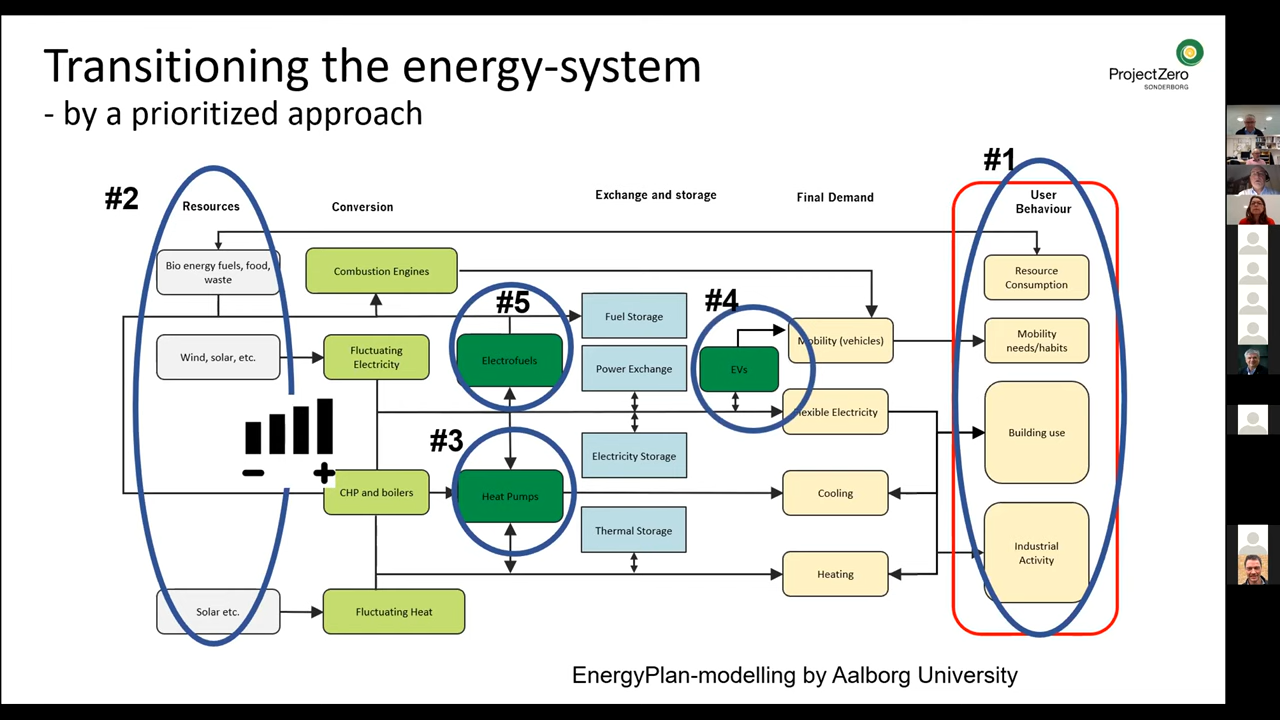 Transitioning the energy-system
- by a prioritized approach
ProjectZero
SONDERBORG
#1
#2
Resources
Conversion
Exchange and storage
Final Demand
User
Behaviour
Bio energy fuels, food,
waste
Combustion Engines
Resource
Consumption
#5
#4
Fuel Storage
Mobility (vehicles)
Mobility
needs/habits
Wind, solar, etc.
Fluctuating
Electricity
Electrofuels
Power Exchange
EVs
Flexible Electricity
Building use
#3
Electricity Storage
CHP and boilers
Heat Pumps
Cooling
Thermal Storage
Industrial
Activity
Heating
Solar etc.
Fluctuating Heat
EnergyPlan-modelling by Aalborg University